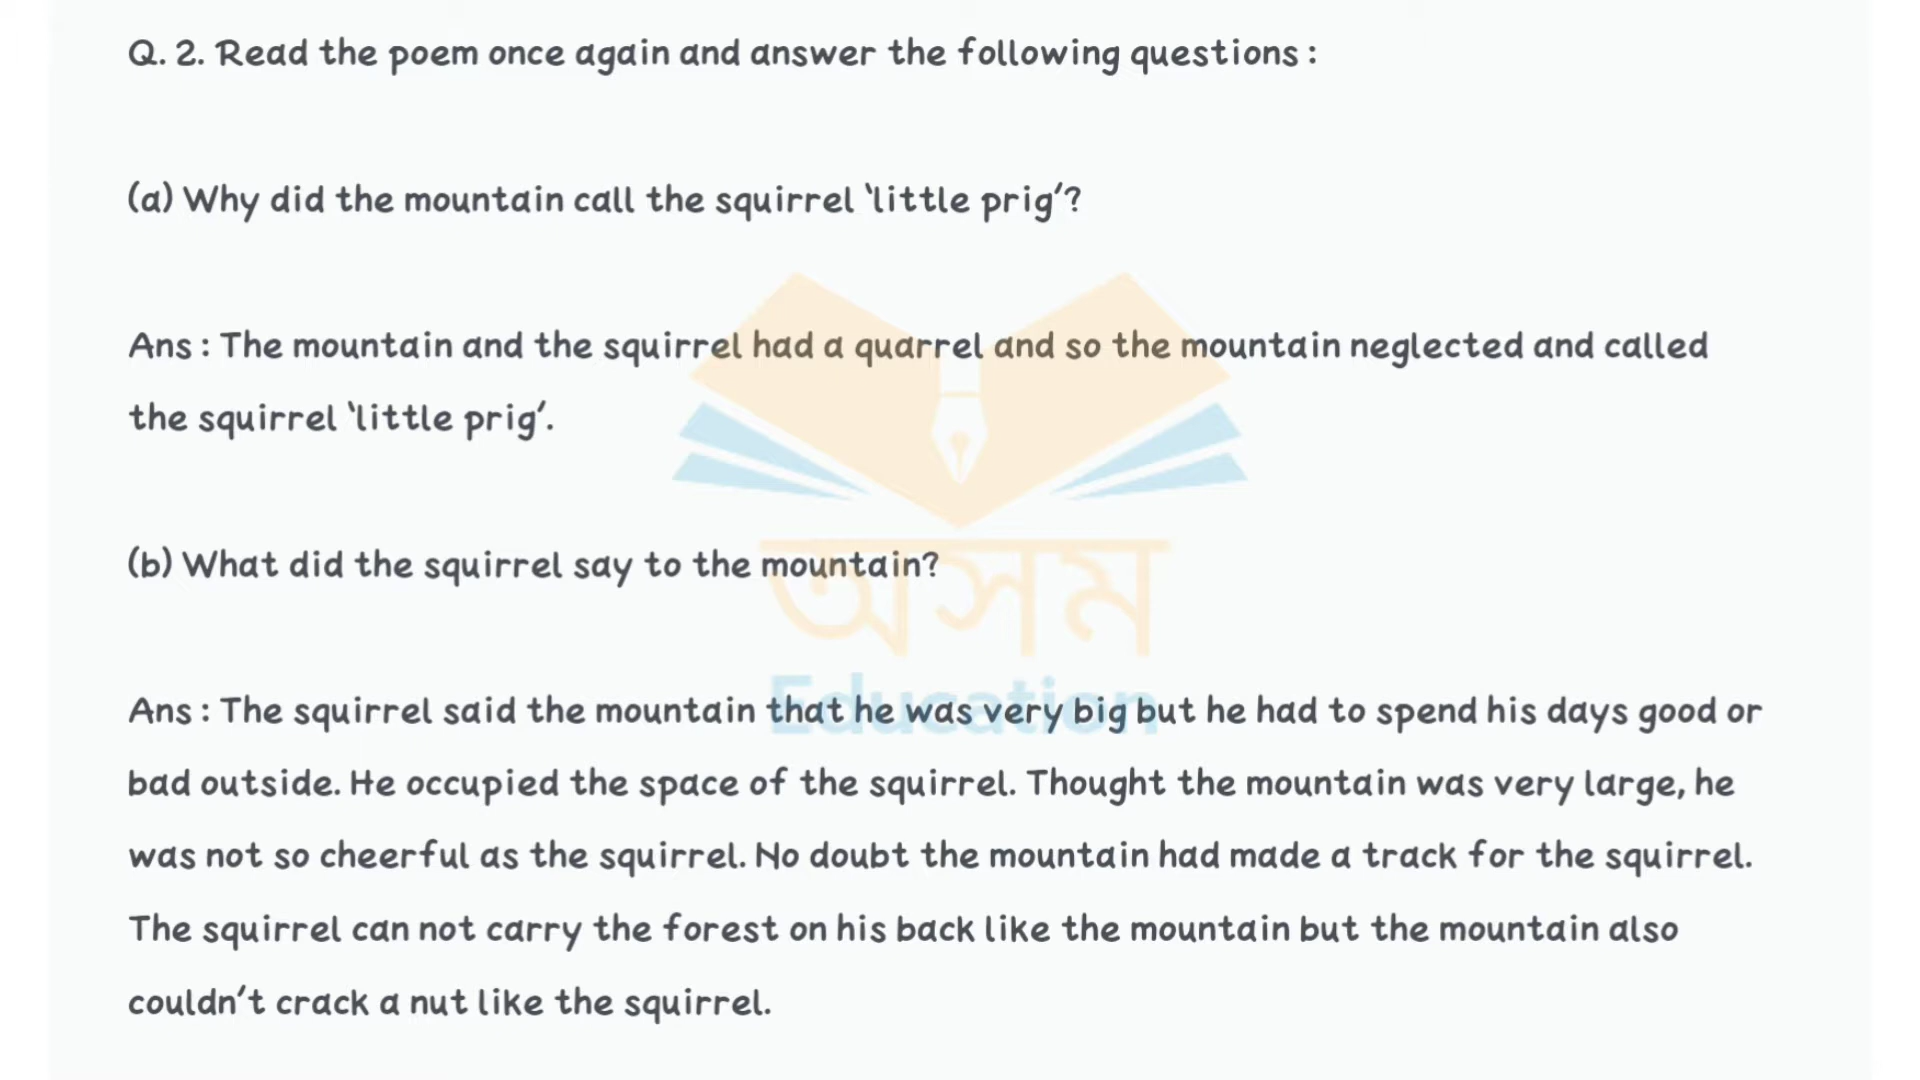 Q. 2. Read the poem once again and answer the following questions :
(a) Why did the mountain call the squirrel ‘little prig’?
Ans : The mountain and the squirrel had a quarrel and so the mountain neglected and called
the squirrel ‘little prig’.
(b) What did the squirrel say to the mountain?
অসম
Education
Ans : The squirrel said the mountain that he was very big but he had to spend his days good or
bad outside. He occupied the space of the squirrel. Thought the mountain was very large, he
was not so cheerful as the squirrel. No doubt the mountain had made a track for the squirrel.
The squirrel can not carry the forest on his back like the mountain but the mountain also
couldn’t crack a nut like the squirrel.